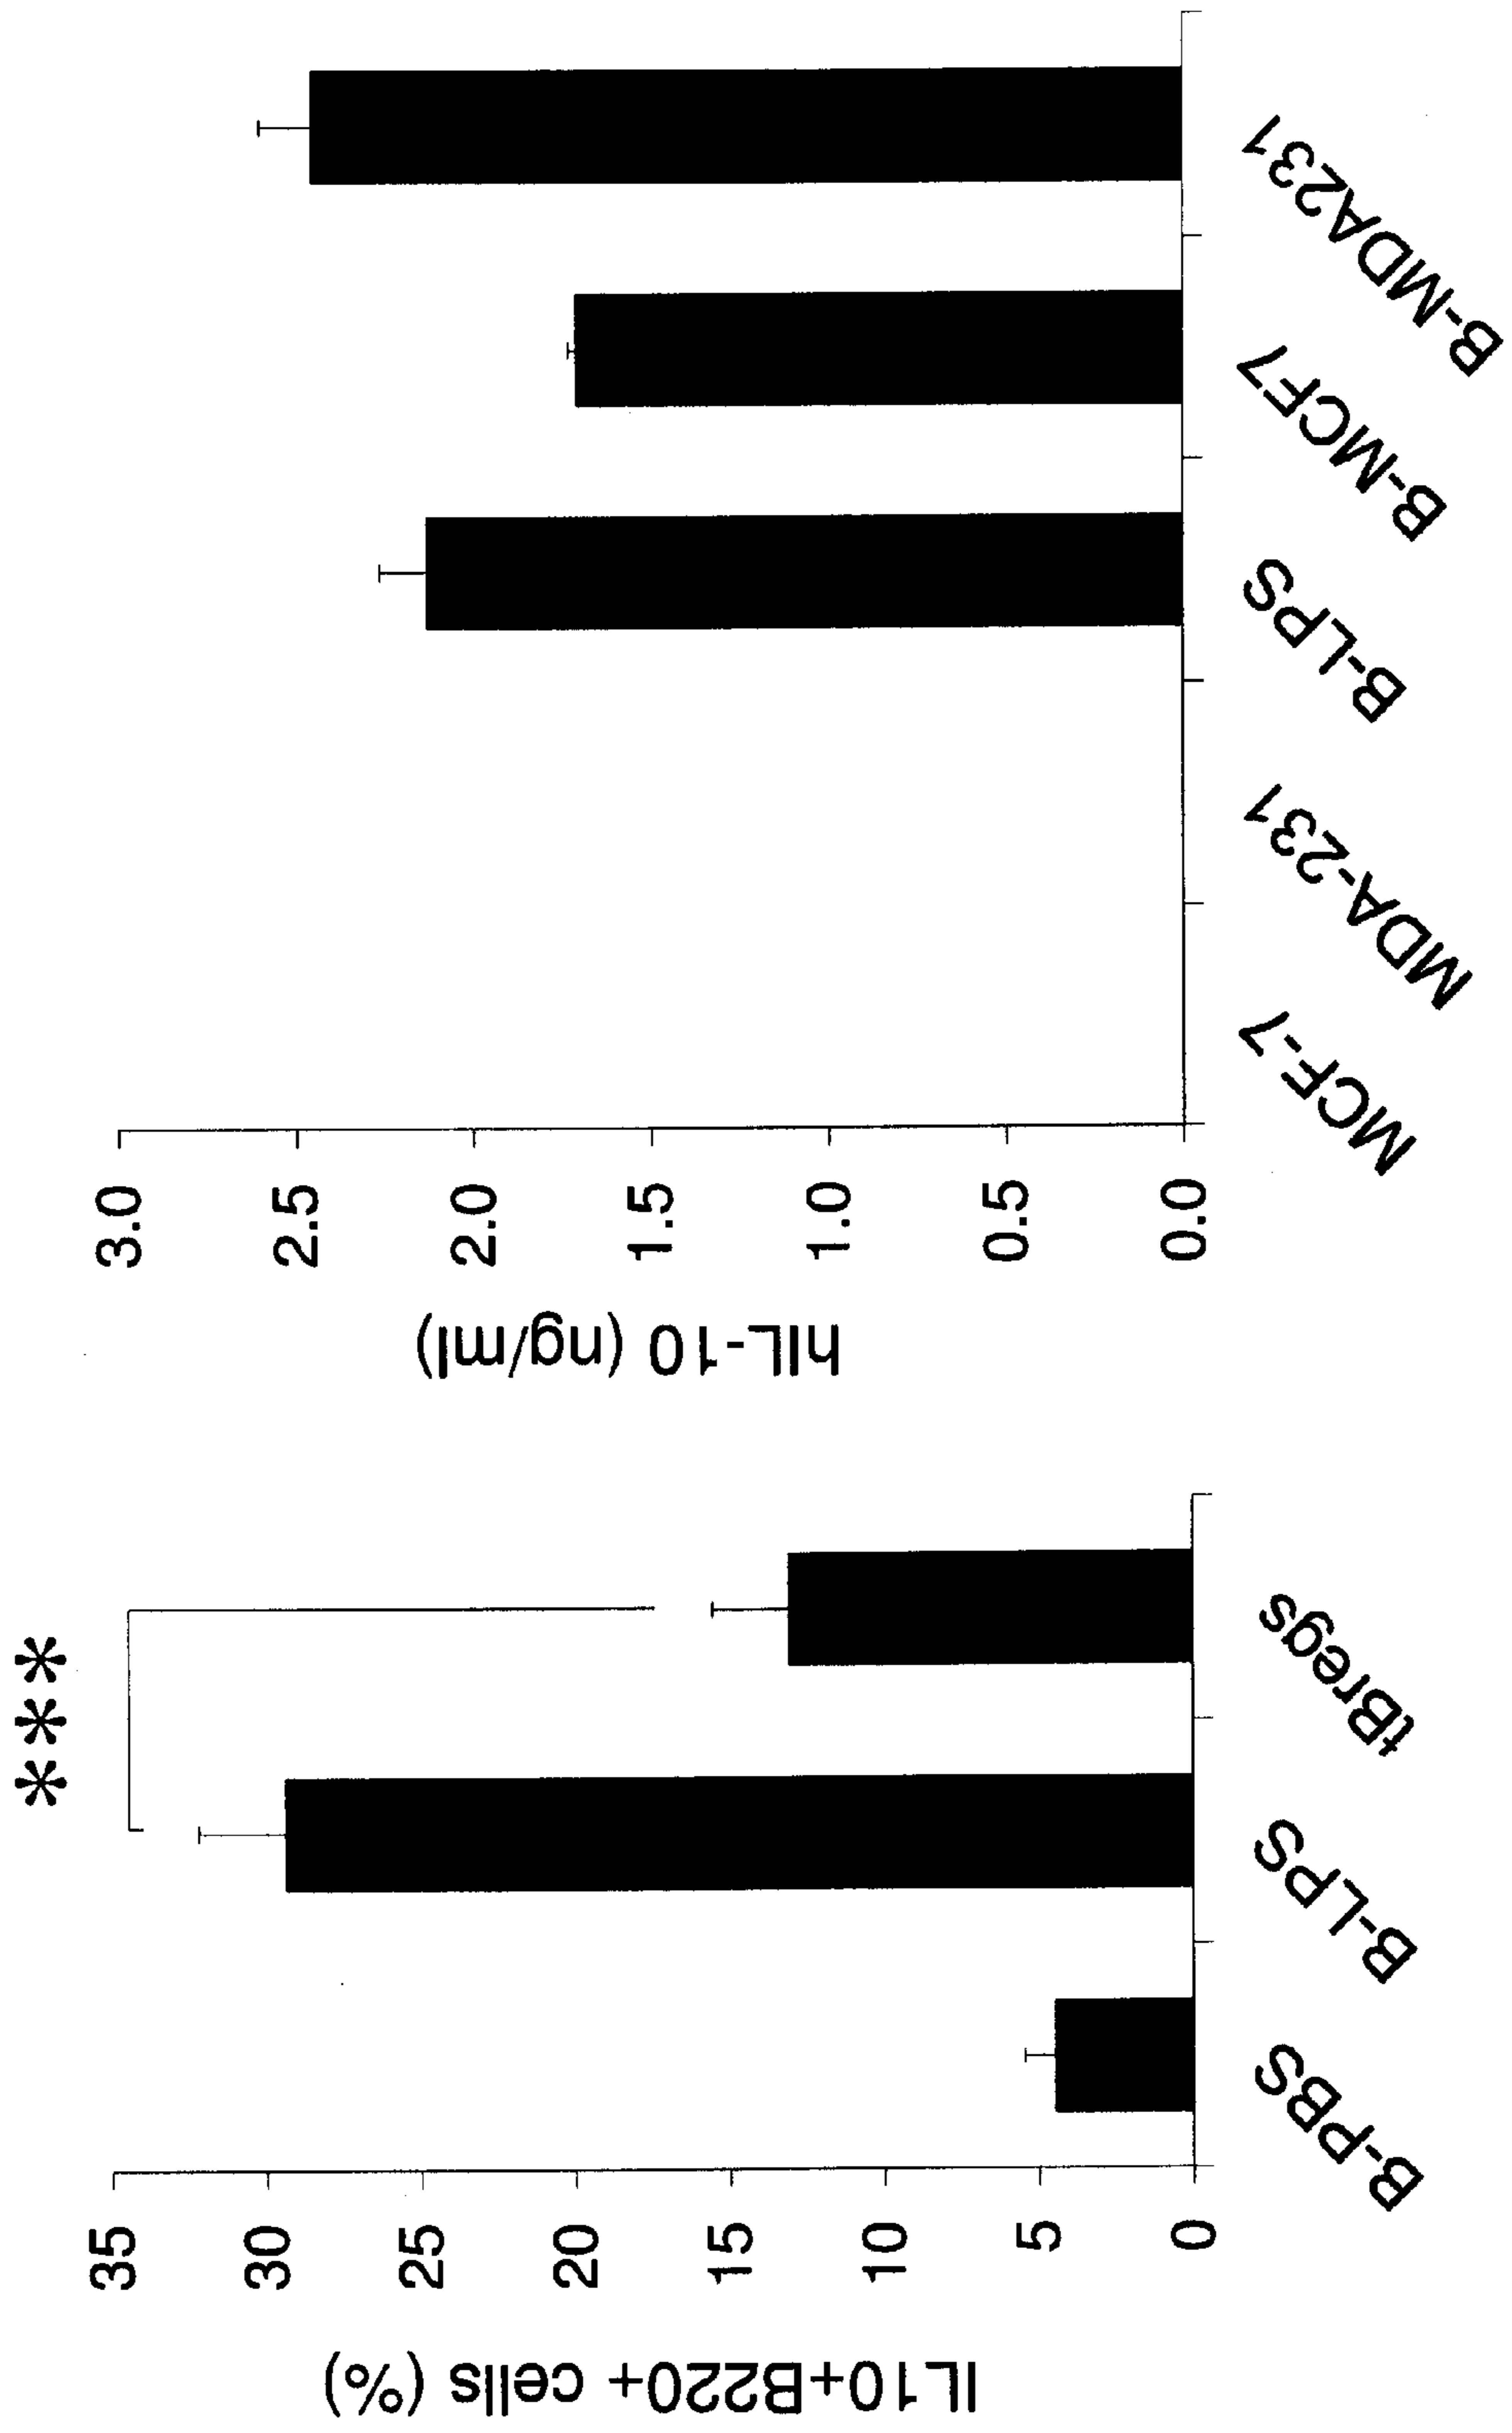 ***
IL10+B220+ cells (%)
35
30
25
20
15
10
5
0
B-PBS
B-LPS
tBregs
hIL-10 (ng/ml)
3.0
2.5
2.0
1.5
1.0
0.5
0.0
MCF-7
MDA-231
B-LPS
B-MCF7
B-MDA231